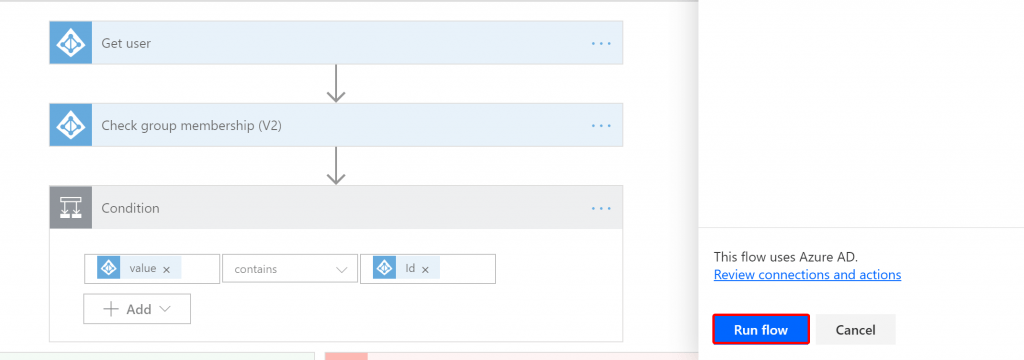 Get user
Check group membership (V2)
Condition
value × contains Id ×
+ Add
This flow uses Azure AD.
Review connections and actions
Run flow Cancel